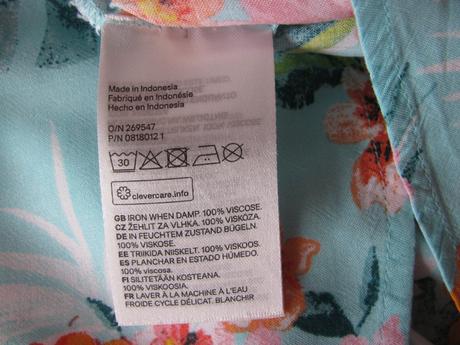 Made in Indonesia
Fabriqué en Indonésie
Hecho en Indonesia
O/N 269547
P/N 0818012 1
30
clevercare.info
GB IRON WHEN DAMP. 100% VISCOSE.
CZ ŽEHLIT ZA VLHKA. 100% VISKÓZA.
DE IN FEUCHTEM ZUSTAND BÜGELN.
100% VISKOSE.
EE TRIIKIDA NIISKELT. 100% VISKOOS.
ES PLANCHAR EN ESTADO HÚMEDO.
100% viscosa.
FI SILITETÄÄN KOSTEANA.
100% VISKOOSIA.
FR LAVER À LA MACHINE À L'EAU
FROIDE CYCLE DÉLICAT. BLANCHIR